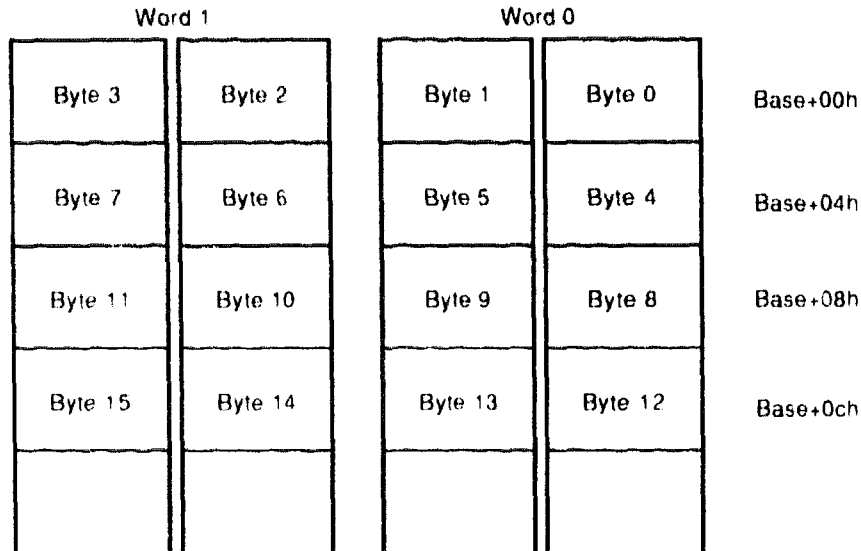 Word 1 Word 0
Byte 3 Byte 2 Byte 1 Byte 0 Base+00h
Byte 7 Byte 6 Byte 5 Byte 4 Base+04h
Byte 11 Byte 10 Byte 9 Byte 8 Base+08h
Byte 15 Byte 14 Byte 13 Byte 12 Base+0ch